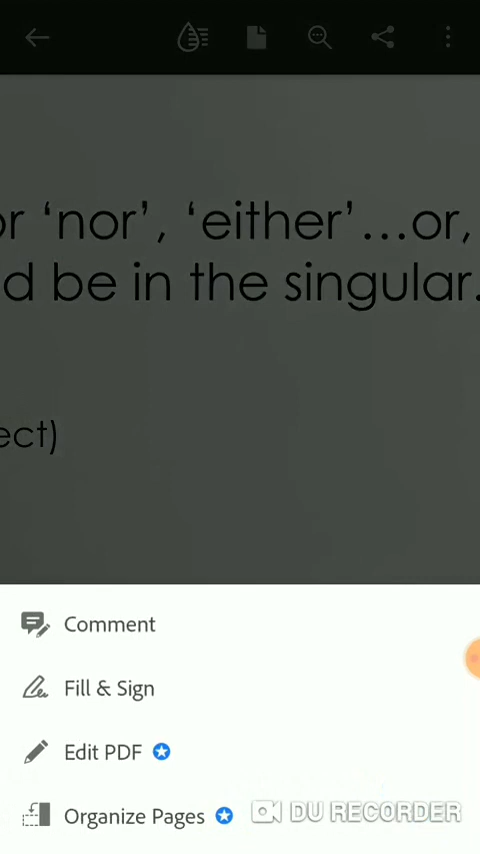 or ‘nor’, ‘either’…or,
d be in the singular.
ect)
Comment
Fill & Sign
Edit PDF
Organize Pages
DU RECORDER